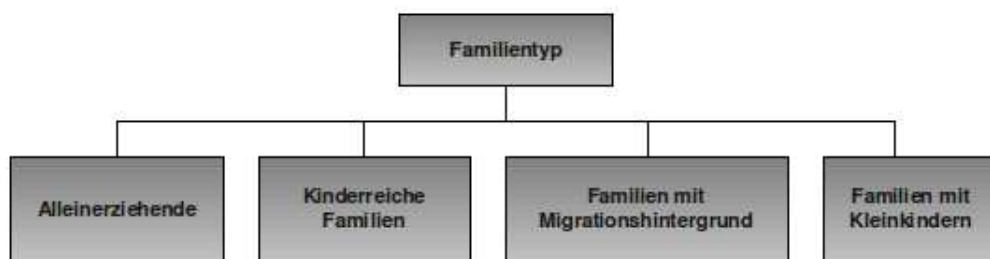 Familientyp
Alleinerziehende
Kinderreiche
Familien
Familien mit
Migrationshintergrund
Familien mit
Kleinkindern